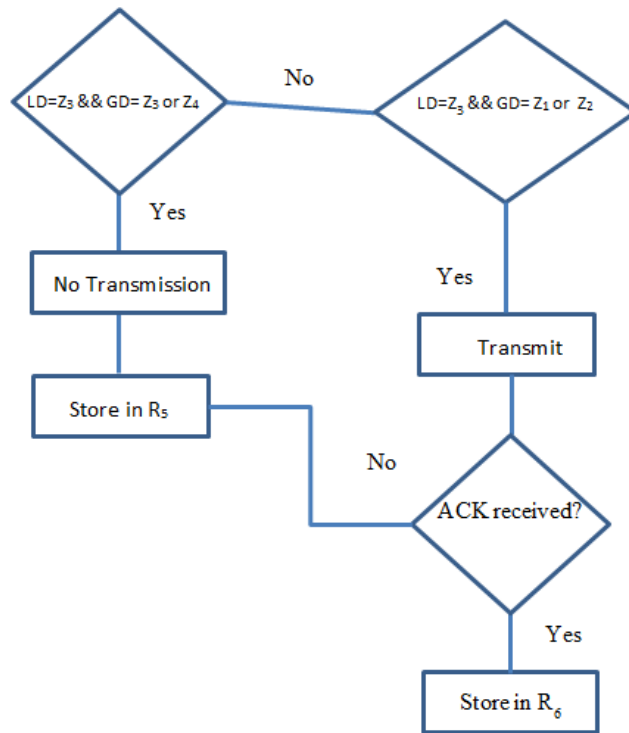 No
LD=Z₃ && GD= Z₃ or Z₄
LD=Z₃ && GD= Z₁ or Z₂
Yes
No Transmission
Yes
Transmit
Store in R₅
No
ACK received?
Yes
Store in R₆